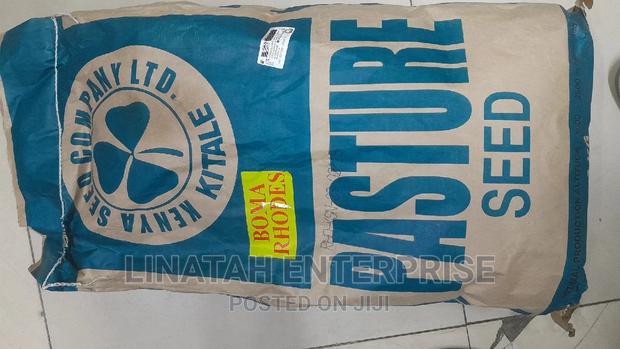 KENYA SEED COMPANY LTD.
KITALE
BOMA
RHODES
PASTURE
SEED
LINATAH ENTERPRISE
POSTED ON JIJI